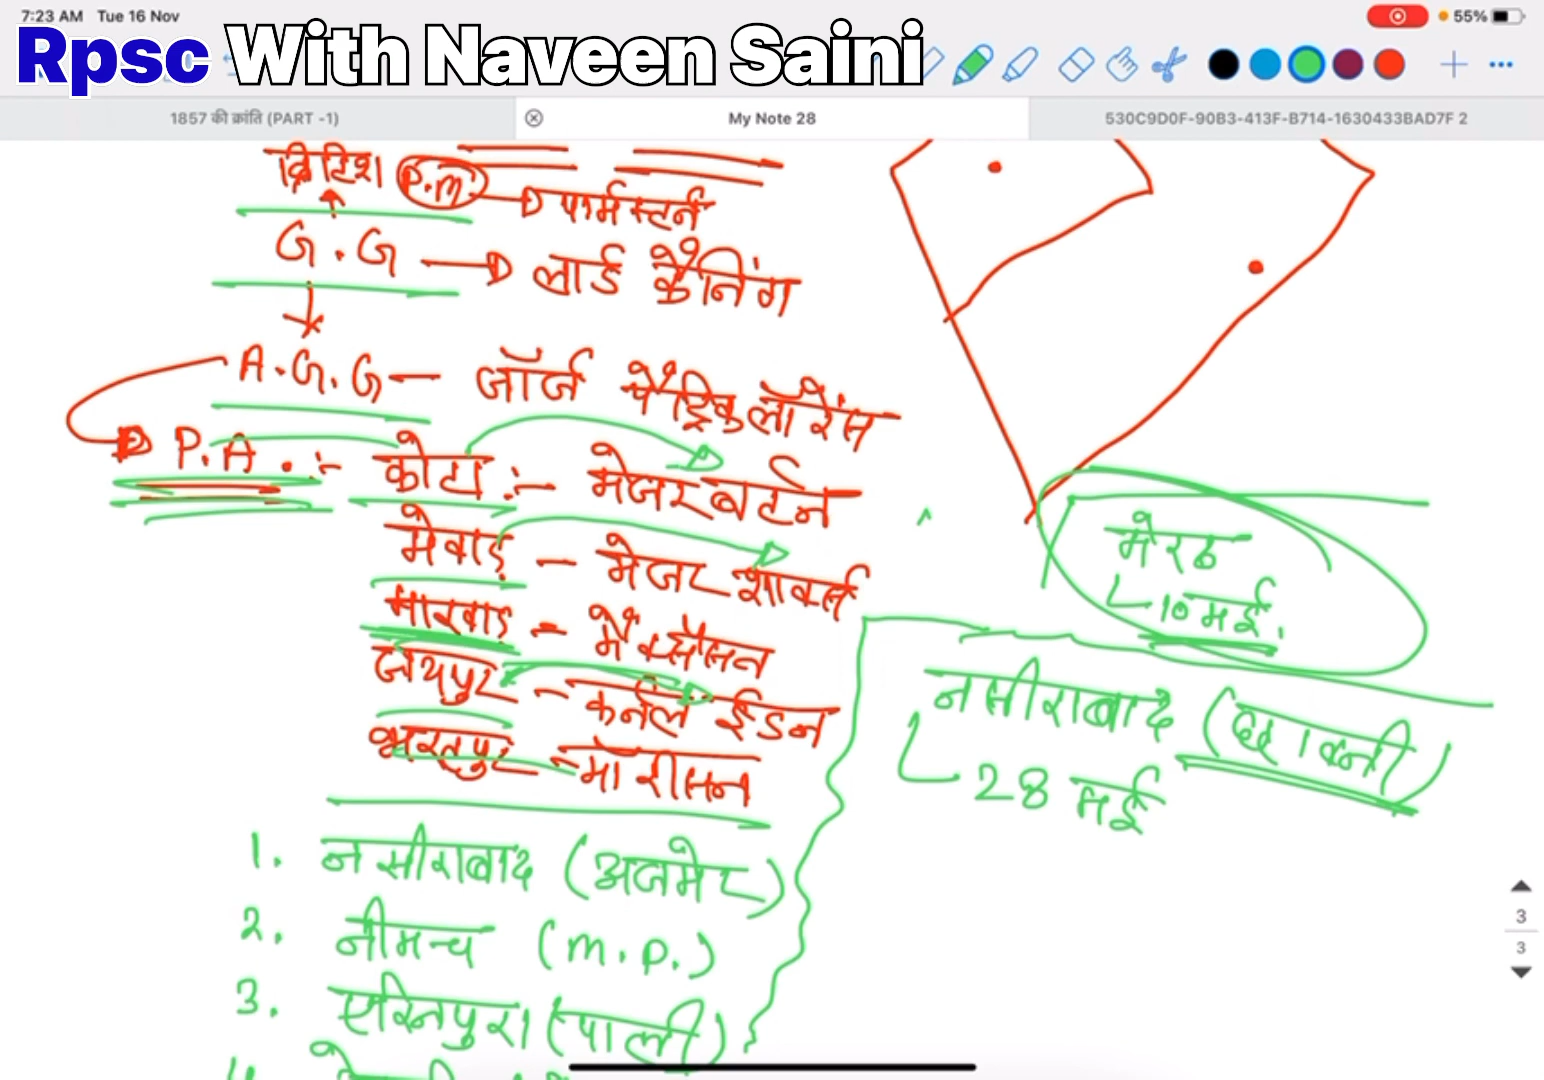 7:23 AM Tue 16 Nov
55%
Rpsc With Naveen Saini
1857 की क्रांति (PART -1)
My Note 28
530C9D0F-90B3-413F-B714-1630433BAD7F 2
ब्रिटिश P.M → पार्मस्टर्न
G.G → लार्ड कैनिंग
A.G.G - जॉर्ज पैट्रिक लॉरेंस
P.A. :- कोटा :- मेजर बर्टन
मेवाड़ - मेजर शावर्स
मारवाड़ - मैक्मैसन
जयपुर - कर्नल ईडन
भरतपुर - मॉरीसन
1. नसीराबाद (अजमेर)
2. नीमच (M.P.)
3. एरिनपुरा (पाली)
4.
मेरठ
10 मई.
नसीराबाद (छावनी)
28 मई
3
3